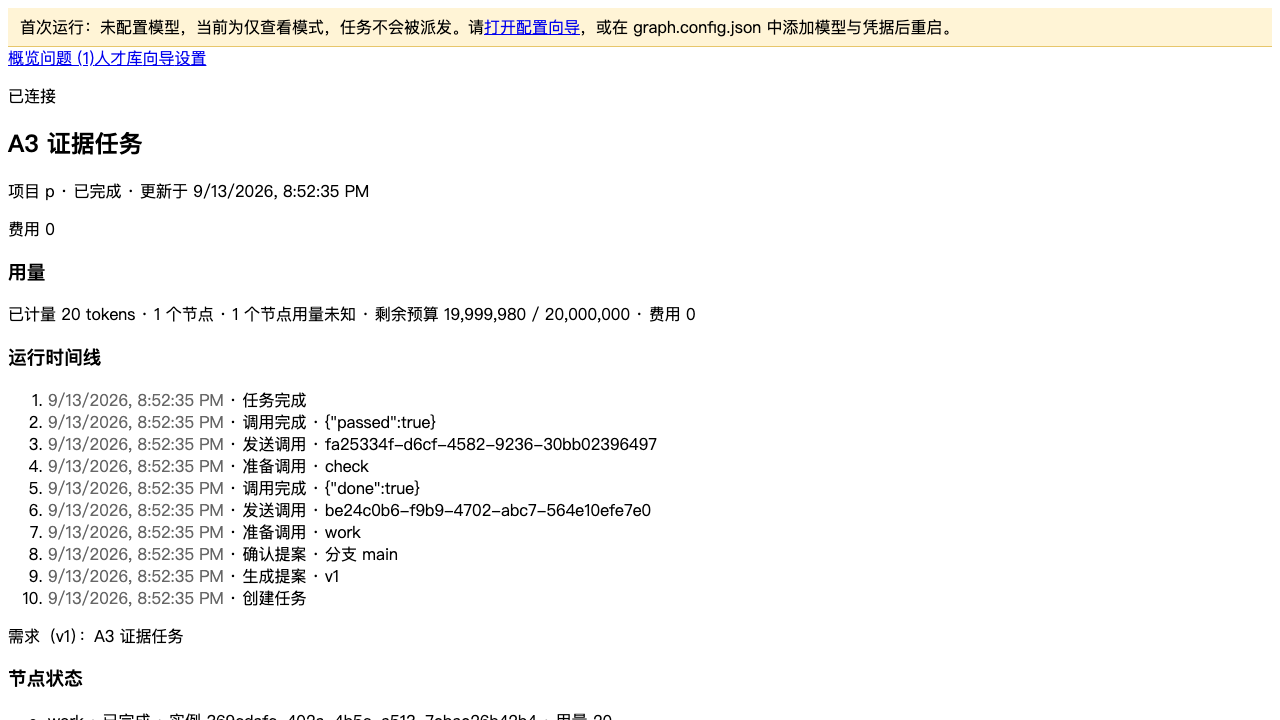 首次运行：未配置模型，当前为仅查看模式，任务不会被派发。请打开配置向导，或在 graph.config.json 中添加模型与凭据后重启。
概览问题 (1)人才库向导设置
已连接
A3 证据任务
项目 p · 已完成 · 更新于 9/13/2026, 8:52:35 PM
费用 0
用量
已计量 20 tokens · 1 个节点 · 1 个节点用量未知 · 剩余预算 19,999,980 / 20,000,000 · 费用 0
运行时间线
1. 9/13/2026, 8:52:35 PM · 任务完成
2. 9/13/2026, 8:52:35 PM · 调用完成 · {"passed":true}
3. 9/13/2026, 8:52:35 PM · 发送调用 · fa25334f-d6cf-4582-9236-30bb02396497
4. 9/13/2026, 8:52:35 PM · 准备调用 · check
5. 9/13/2026, 8:52:35 PM · 调用完成 · {"done":true}
6. 9/13/2026, 8:52:35 PM · 发送调用 · be24c0b6-f9b9-4702-abc7-564e10efe7e0
7. 9/13/2026, 8:52:35 PM · 准备调用 · work
8. 9/13/2026, 8:52:35 PM · 确认提案 · 分支 main
9. 9/13/2026, 8:52:35 PM · 生成提案 · v1
10. 9/13/2026, 8:52:35 PM · 创建任务
需求（v1）：A3 证据任务
节点状态
work · 已完成 · 实例